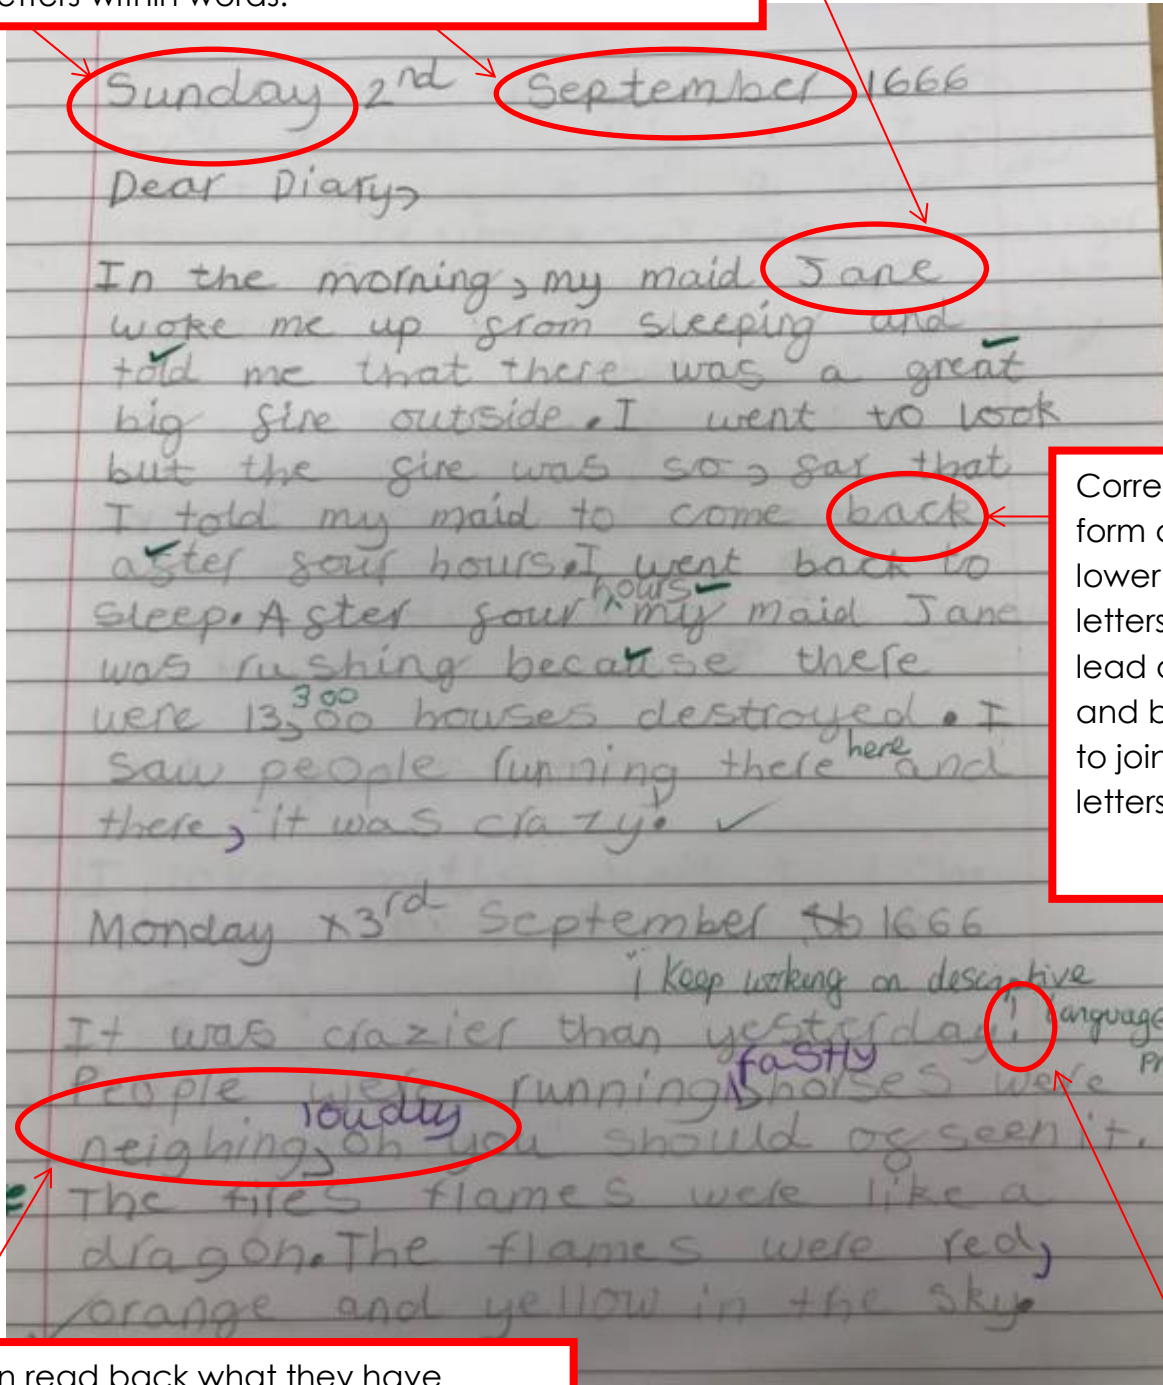 etters within words.
Sunday 2nd September 1666
Dear Diary,
In the morning, my maid Jane
woke me up from sleeping and
told me that there was a great
big fire outside. I went to look
but the fire was so, far that
I told my maid to come back
after four hours. I went back to
hours
sleep. After four ^ my maid Jane
was rushing because there
300
were 13,00 houses destroyed. I
here
saw people running there and
there, it was crazy! ✓
Monday x3rd September 1666
i Keep working on descriptive
language
It was crazier than yesterday!
fastly
People were running horses were
loudly
neighing, oh you should of seen it.
The fires flames were like a
dragon. The flames were red,
orange and yellow in the sky.
Corre
form
lower
letters
lead
and b
to join
letters
n read back what they have